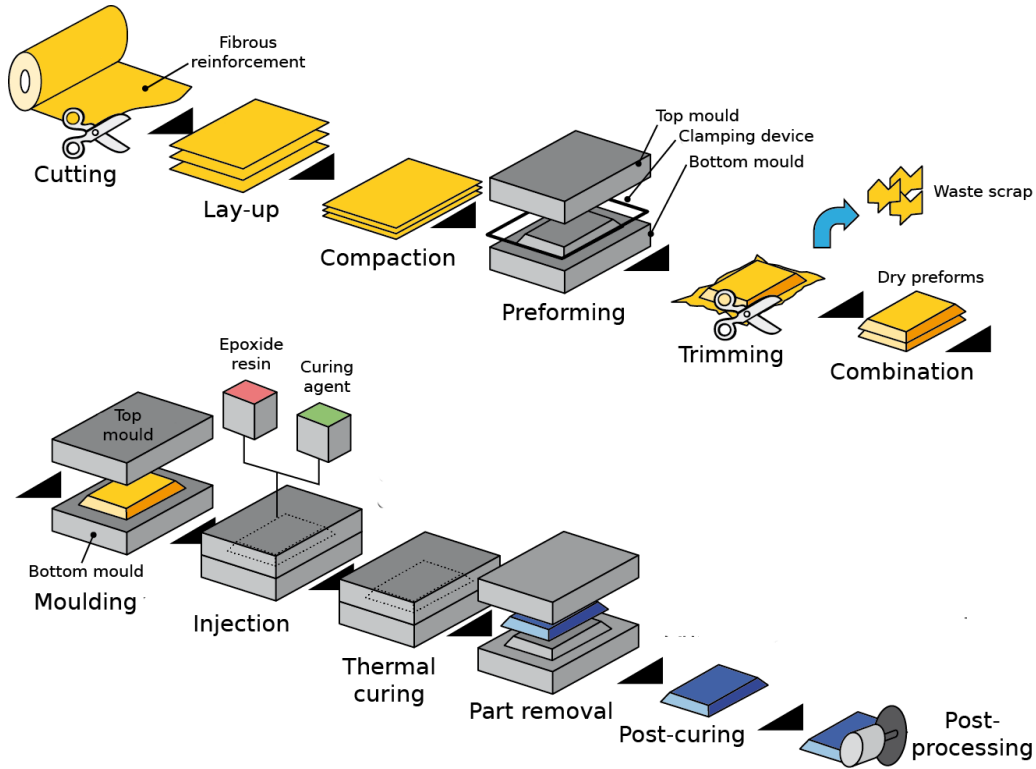 Fibrous
reinforcement
Cutting
Lay-up
Compaction
Top mould
Clamping device
Bottom mould
Preforming
Waste scrap
Trimming
Dry preforms
Combination
Top
mould
Bottom mould
Moulding
Epoxide
resin
Curing
agent
Injection
Thermal
curing
Part removal
Post-curing
Post-
processing